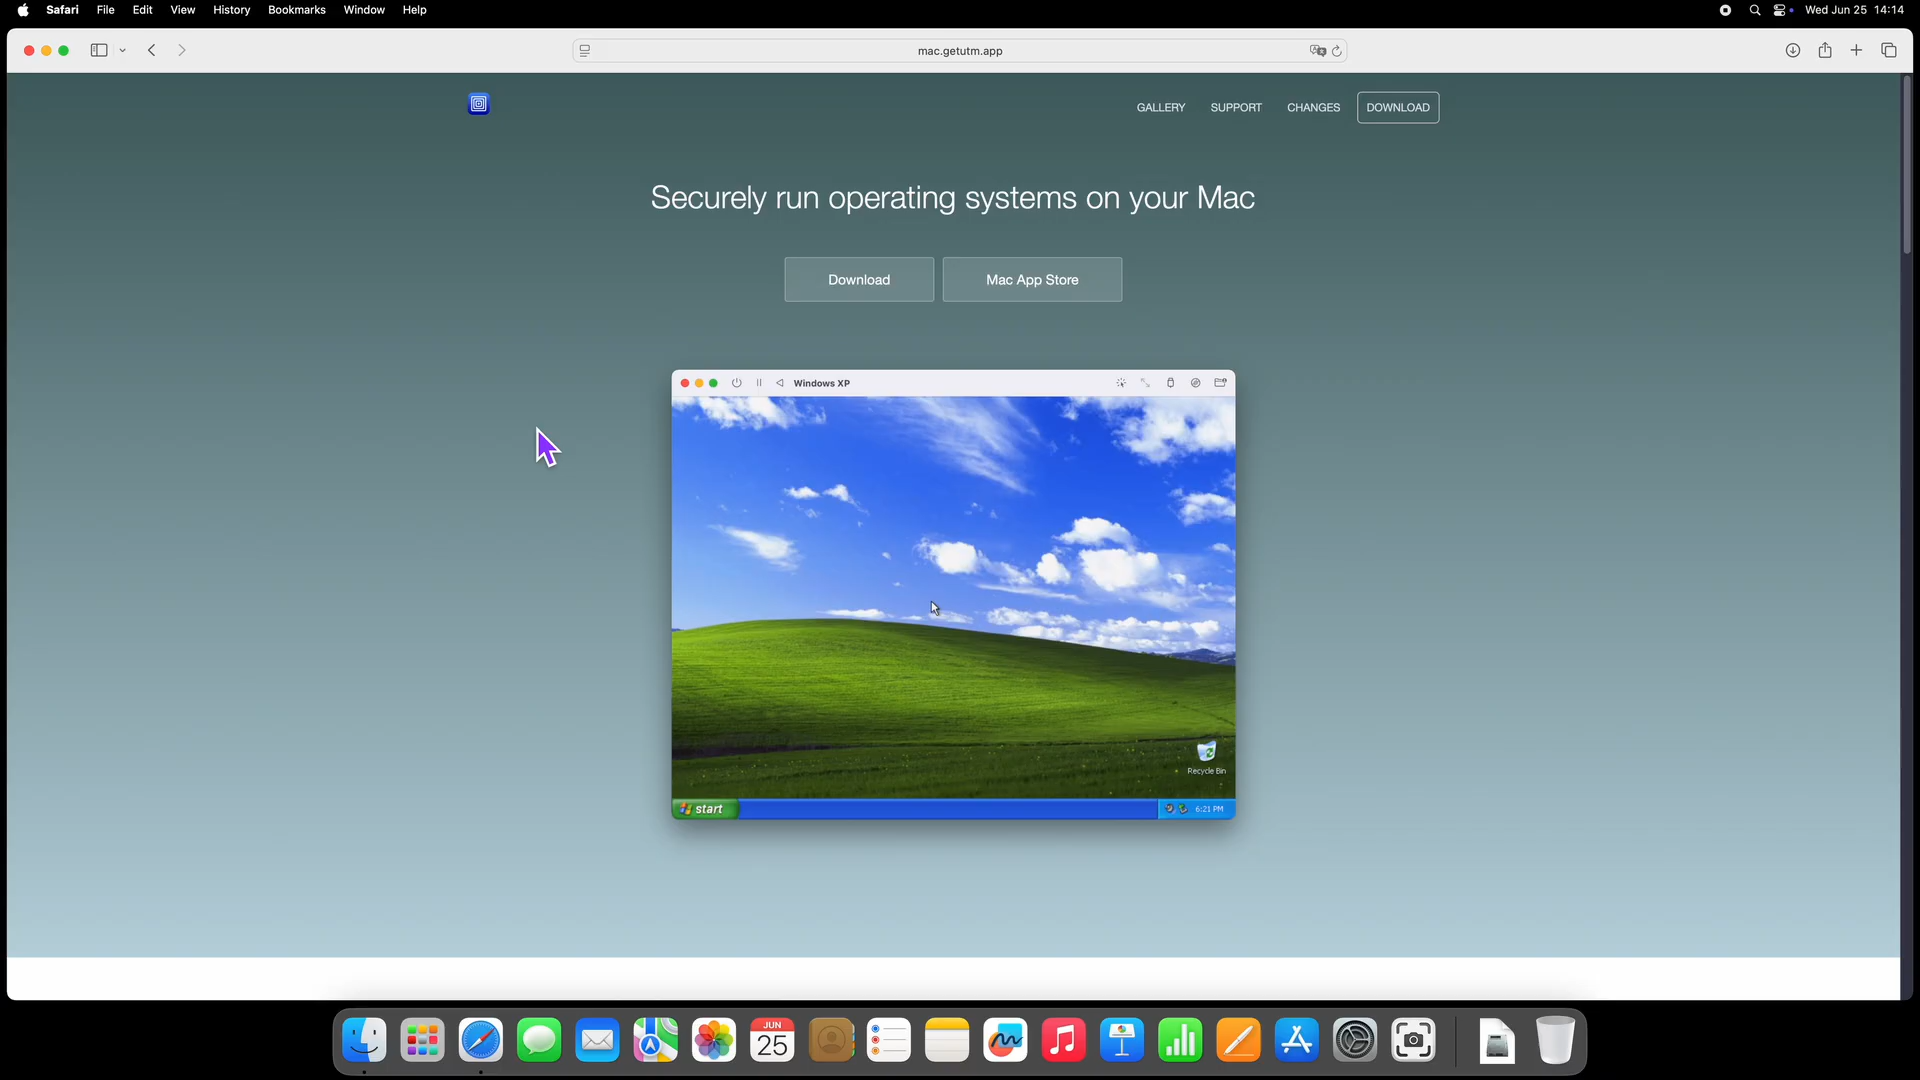 Safari File Edit View History Bookmarks Window Help Wed Jun 25 14:14
mac.getutm.app
GALLERY SUPPORT CHANGES DOWNLOAD
Securely run operating systems on your Mac
Download Mac App Store
Windows XP
Recycle Bin
start 6:21 PM
JUN
25